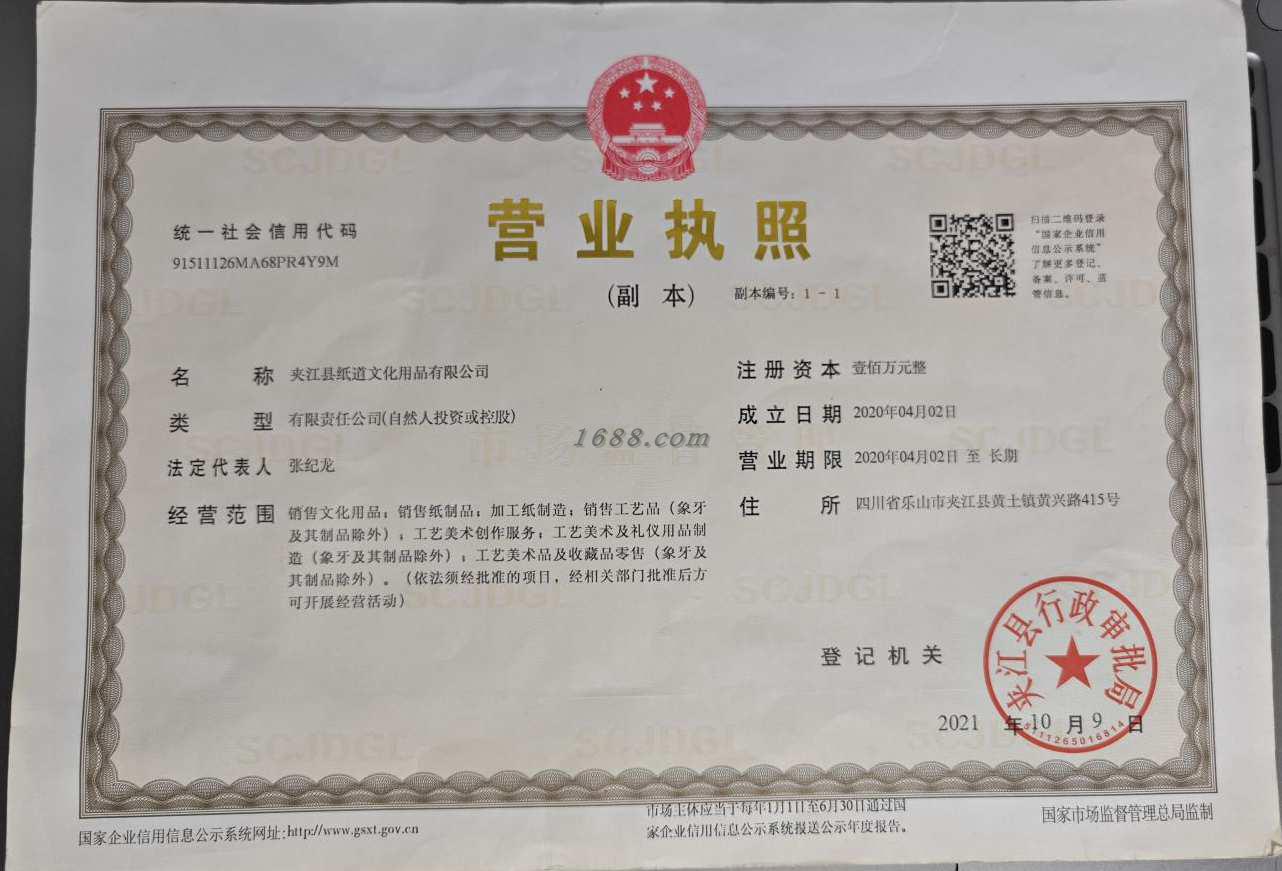 营业执照
(副 本)
副本编号: 1 - 1
统一社会信用代码
91511126MA68PR4Y9M
扫描二维码登录
“国家企业信用
信息公示系统”
了解更多登记、
备案、许可、监
管信息。
名 称 夹江县纸道文化用品有限公司
类 型 有限责任公司(自然人投资或控股)
法定代表人 张纪龙
经营范围 销售文化用品；销售纸制品；加工纸制造；销售工艺品（象牙
及其制品除外）；工艺美术创作服务；工艺美术及礼仪用品制
造（象牙及其制品除外）；工艺美术品及收藏品零售（象牙及
其制品除外）。（依法须经批准的项目，经相关部门批准后方
可开展经营活动）
注册资本 壹佰万元整
成立日期 2020年04月02日
营业期限 2020年04月02日 至 长期
住 所 四川省乐山市夹江县黄土镇黄兴路415号
1688.com
登记机关
夹江县行政审批局
5111265016814
2021 年 10 月 9 日
国家企业信用信息公示系统网址:http://www.gsxt.gov.cn
市场主体应当于每年1月1日至6月30日通过国
家企业信用信息公示系统报送公示年度报告。
国家市场监督管理总局监制
SCJDGL